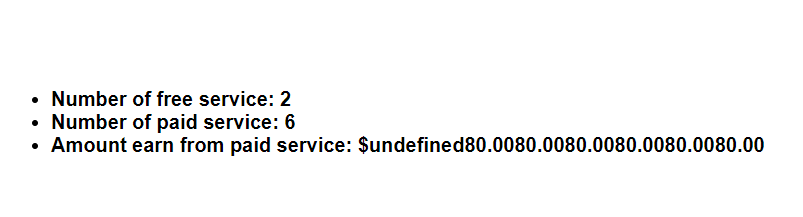 Number of free service: 2
Number of paid service: 6
Amount earn from paid service: $undefined80.0080.0080.0080.0080.0080.00